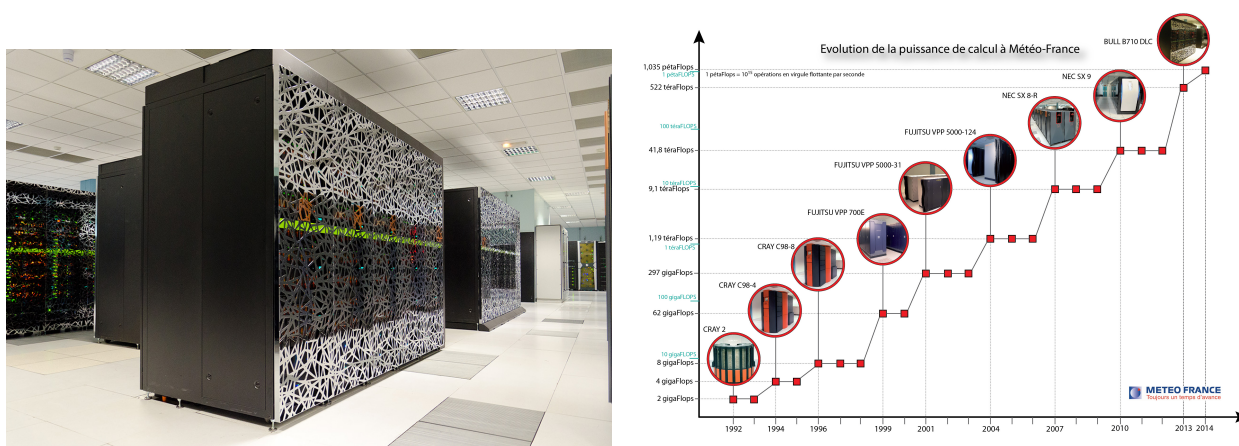 Evolution de la puissance de calcul à Météo-France
BULL B710 DLC
1,035 pétaFlops
1 pétaFLOPS
1 pétaFlops = 10¹⁵ opérations en virgule flottante par seconde
522 téraFlops
NEC SX 9
NEC SX 8-R
100 téraFLOPS
FUJITSU VPP 5000-124
41,8 téraFlops
FUJITSU VPP 5000-31
10 téraFLOPS
9,1 téraFlops
FUJITSU VPP 700E
1,19 téraFlops
1 téraFLOPS
CRAY C98-8
297 gigaFlops
CRAY C98-4
100 gigaFLOPS
62 gigaFlops
CRAY 2
10 gigaFLOPS
8 gigaFlops
4 gigaFlops
2 gigaFlops
METEO FRANCE
Toujours un temps d'avance
1992 1994 1996 1999 2001 2004 2007 2010 2013 2014